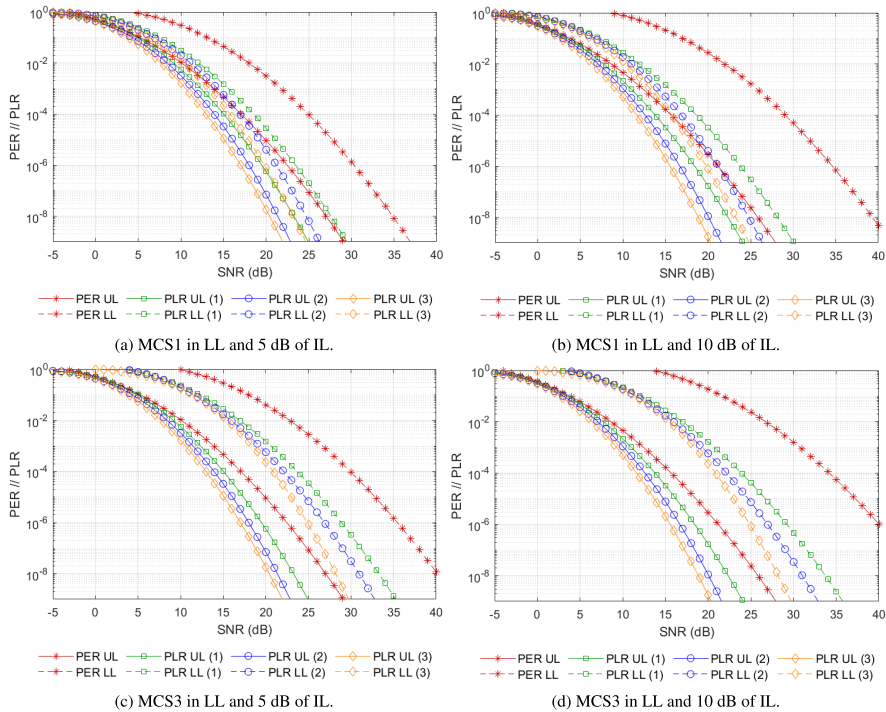 10^0
10^-2
10^-4
10^-6
10^-8
PER // PLR
-5 0 5 10 15 20 25 30 35 40
SNR (dB)
PER UL PLR UL (1) PLR UL (2) PLR UL (3)
PER LL PLR LL (1) PLR LL (2) PLR LL (3)
(a) MCS1 in LL and 5 dB of IL.
10^0
10^-2
10^-4
10^-6
10^-8
PER // PLR
-5 0 5 10 15 20 25 30 35 40
SNR (dB)
PER UL PLR UL (1) PLR UL (2) PLR UL (3)
PER LL PLR LL (1) PLR LL (2) PLR LL (3)
(b) MCS1 in LL and 10 dB of IL.
10^0
10^-2
10^-4
10^-6
10^-8
PER // PLR
-5 0 5 10 15 20 25 30 35 40
SNR (dB)
PER UL PLR UL (1) PLR UL (2) PLR UL (3)
PER LL PLR LL (1) PLR LL (2) PLR LL (3)
(c) MCS3 in LL and 5 dB of IL.
10^0
10^-2
10^-4
10^-6
10^-8
PER // PLR
-5 0 5 10 15 20 25 30 35 40
SNR (dB)
PER UL PLR UL (1) PLR UL (2) PLR UL (3)
PER LL PLR LL (1) PLR LL (2) PLR LL (3)
(d) MCS3 in LL and 10 dB of IL.